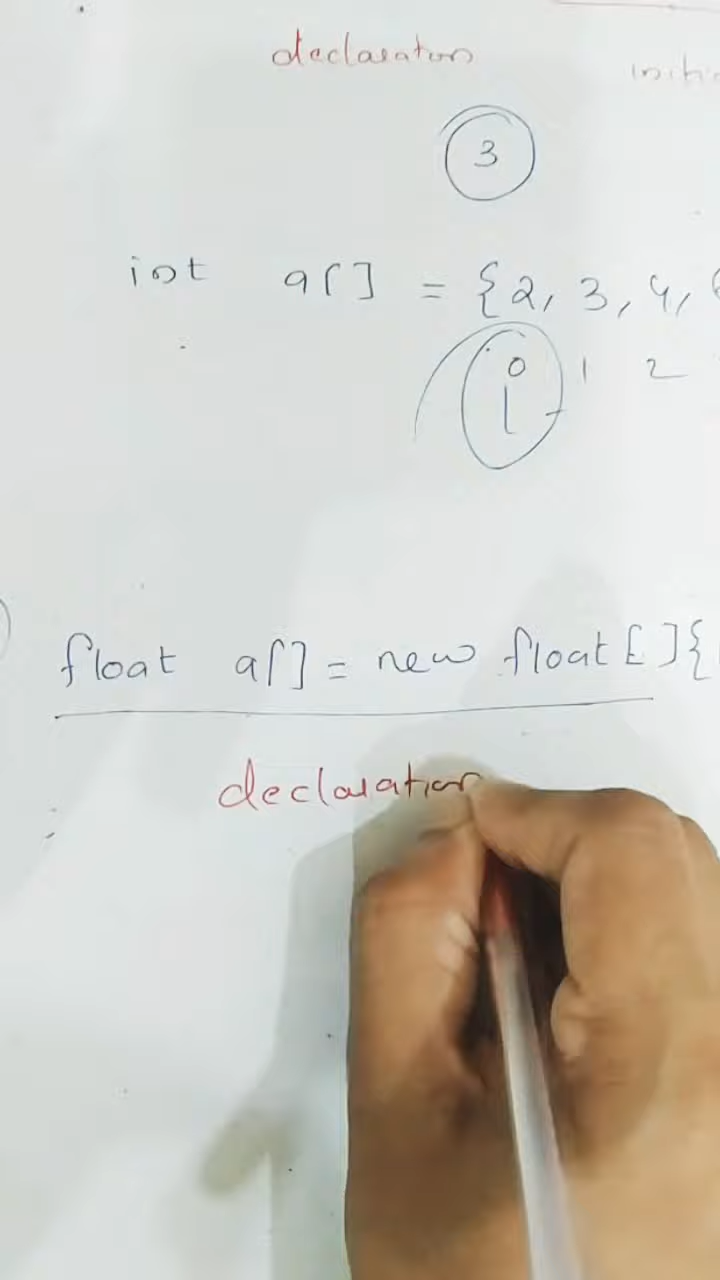 declaration
3
int a[] = {2, 3, 4,
0 1 2
float a[] = new float[]{
declaration